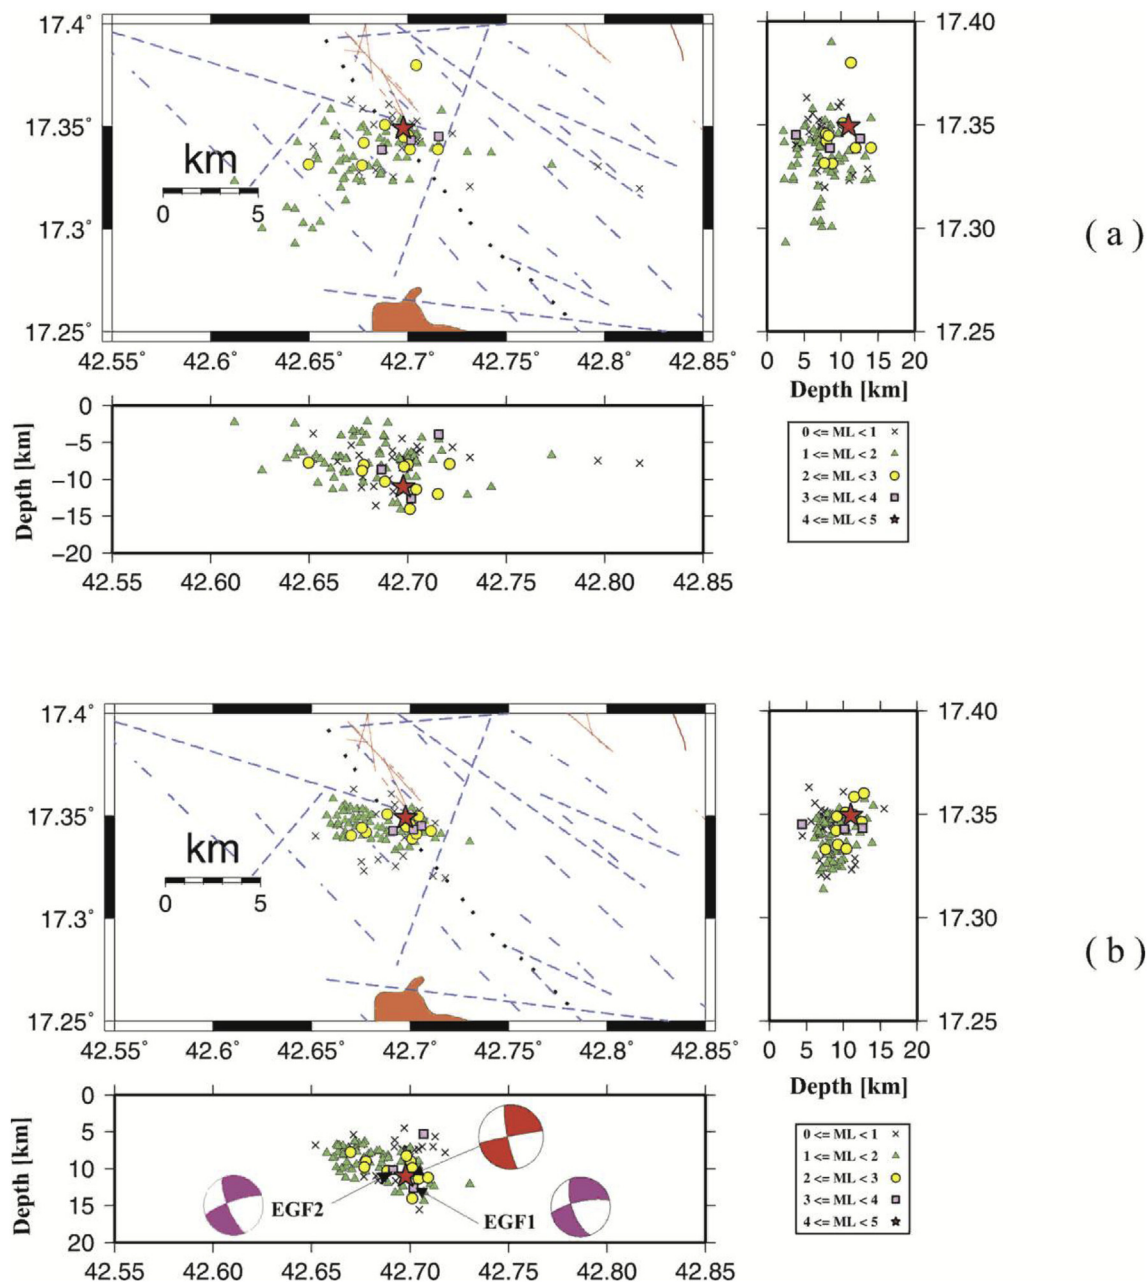 17.4°
17.35°
17.3°
17.25°
km
0 5
42.55° 42.6° 42.65° 42.7° 42.75° 42.8° 42.85°
17.40
17.35
17.30
17.25
0 5 10 15 20
Depth [km]
( a )
0
−5
−10
−15
−20
Depth [km]
42.55 42.60 42.65 42.70 42.75 42.80 42.85
0 <= ML < 1
1 <= ML < 2
2 <= ML < 3
3 <= ML < 4
4 <= ML < 5
17.4°
17.35°
17.3°
17.25°
km
0 5
42.55° 42.6° 42.65° 42.7° 42.75° 42.8° 42.85°
17.40
17.35
17.30
17.25
0 5 10 15 20
Depth [km]
( b )
0
5
10
15
20
Depth [km]
EGF2
EGF1
42.55 42.60 42.65 42.70 42.75 42.80 42.85
0 <= ML < 1
1 <= ML < 2
2 <= ML < 3
3 <= ML < 4
4 <= ML < 5